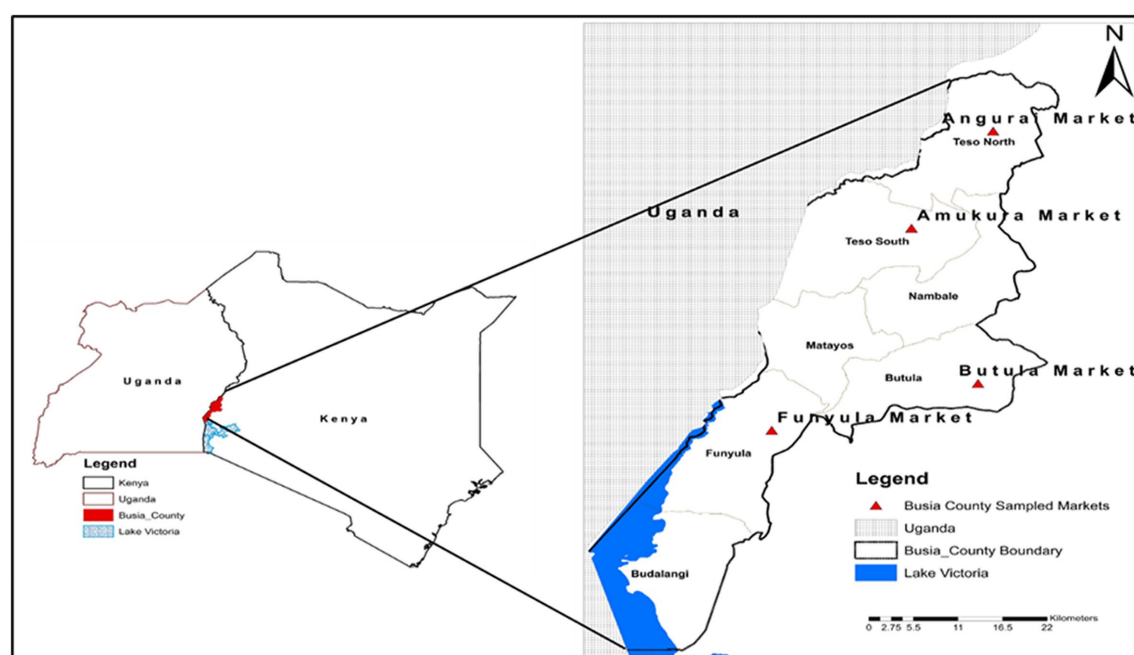 N
Angurai Market
Teso North
Uganda
Amukura Market
Teso South
Nambale
Matayos
Butula Market
Butula
Funyula Market
Funyula
Budalangi
Uganda
Kenya
Legend
Kenya
Uganda
Busia_County
Lake Victoria
Legend
Busia County Sampled Markets
Uganda
Busia_County Boundary
Lake Victoria
Kilometers
0 2.75 5.5 11 16.5 22